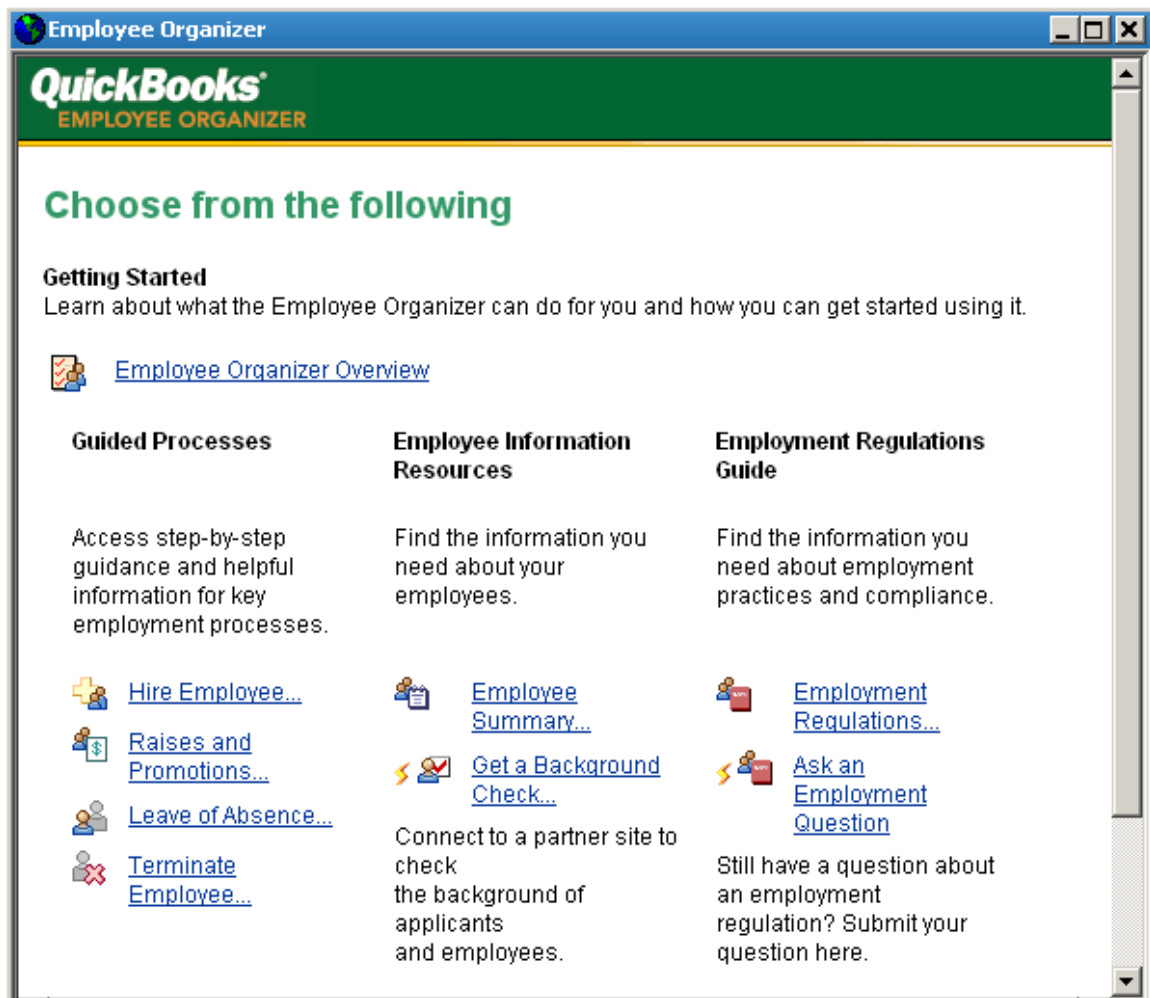 Employee Organizer
QuickBooks®
EMPLOYEE ORGANIZER
Choose from the following
Getting Started
Learn about what the Employee Organizer can do for you and how you can get started using it.
Employee Organizer Overview
Guided Processes
Access step-by-step
guidance and helpful
information for key
employment processes.
Hire Employee...
Raises and
Promotions...
Leave of Absence...
Terminate
Employee...
Employee Information
Resources
Find the information you
need about your
employees.
Employee
Summary...
Get a Background
Check...
Connect to a partner site to
check
the background of
applicants
and employees.
Employment Regulations
Guide
Find the information you
need about employment
practices and compliance.
Employment
Regulations...
Ask an
Employment
Question
Still have a question about
an employment
regulation? Submit your
question here.